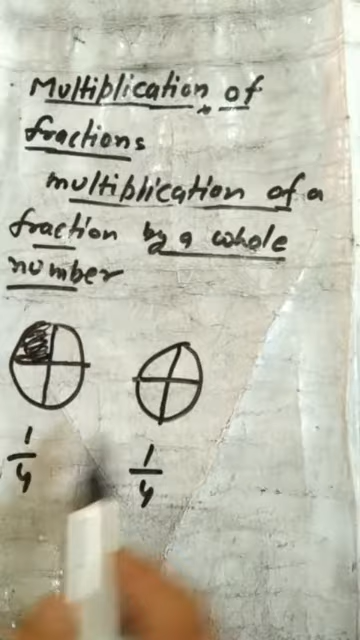 Multiplication of
fractions
multiplication of a
fraction by a whole
number
1/4 1/4